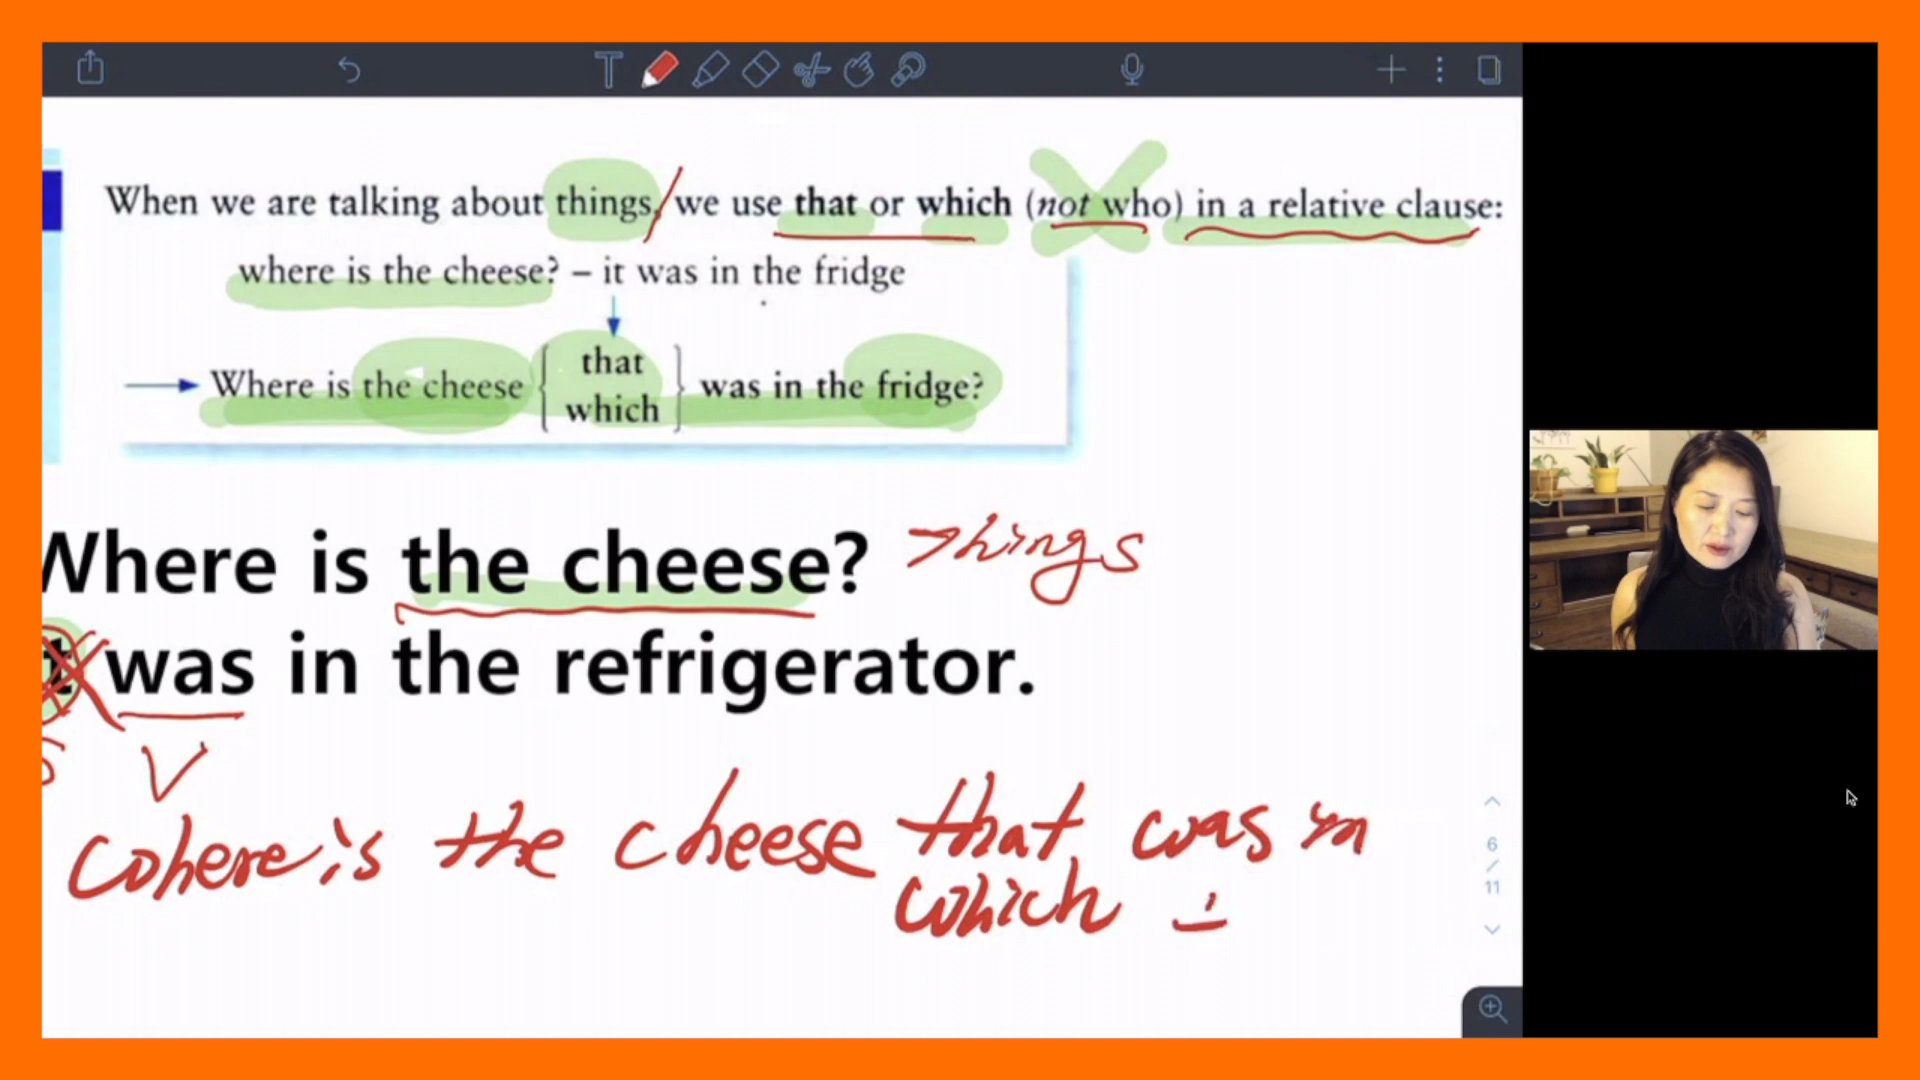 When we are talking about things, we use that or which (not who) in a relative clause:
where is the cheese? – it was in the fridge
that
Where is the cheese was in the fridge?
which
Where is the cheese? Things
It was in the refrigerator.
S V
where is the cheese that was in
which
6
/
11